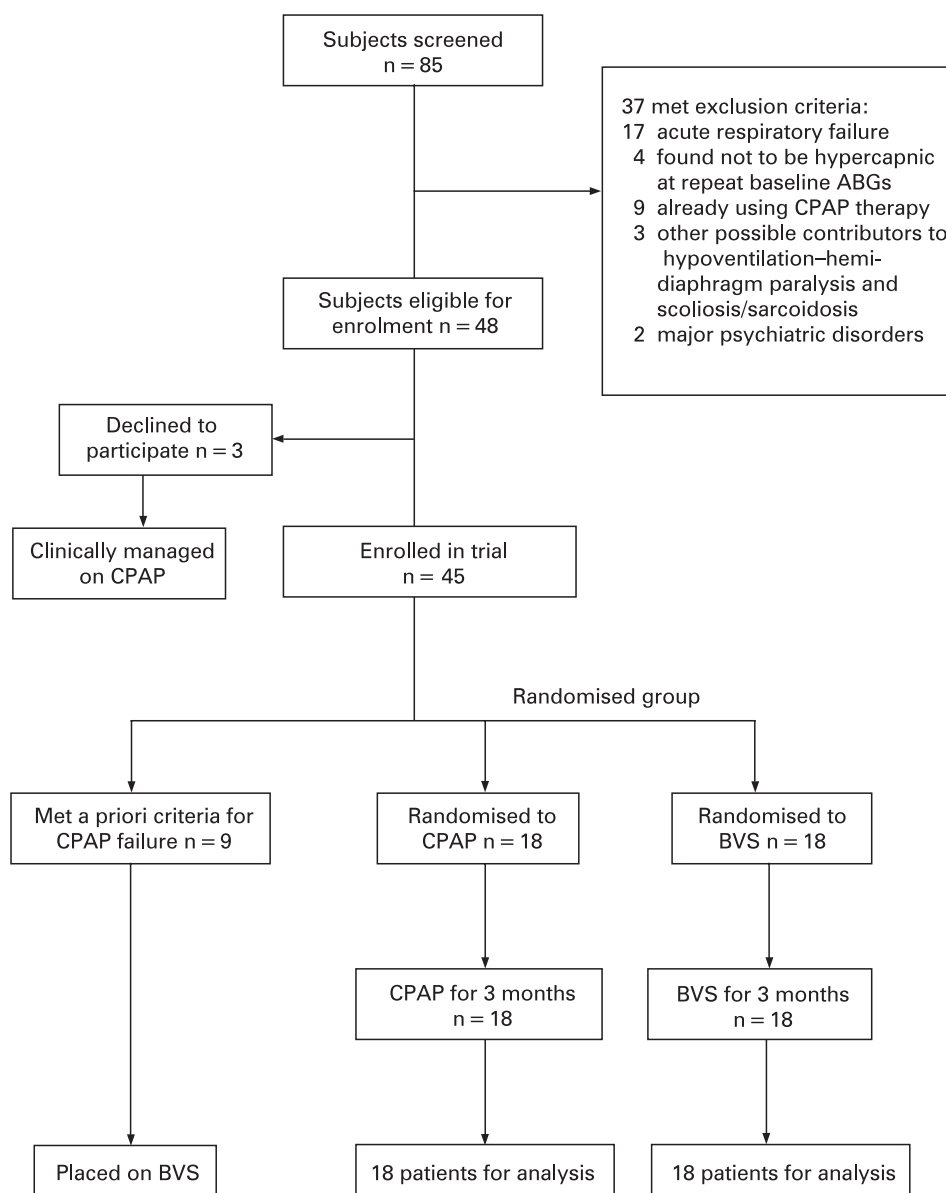 Subjects screened
n = 85
37 met exclusion criteria:
17 acute respiratory failure
4 found not to be hypercapnic
at repeat baseline ABGs
9 already using CPAP therapy
3 other possible contributors to
hypoventilation–hemi-
diaphragm paralysis and
scoliosis/sarcoidosis
2 major psychiatric disorders
Subjects eligible for
enrolment n = 48
Declined to
participate n = 3
Clinically managed
on CPAP
Enrolled in trial
n = 45
Randomised group
Met a priori criteria for
CPAP failure n = 9
Randomised to
CPAP n = 18
Randomised to
BVS n = 18
CPAP for 3 months
n = 18
BVS for 3 months
n = 18
Placed on BVS
18 patients for analysis
18 patients for analysis